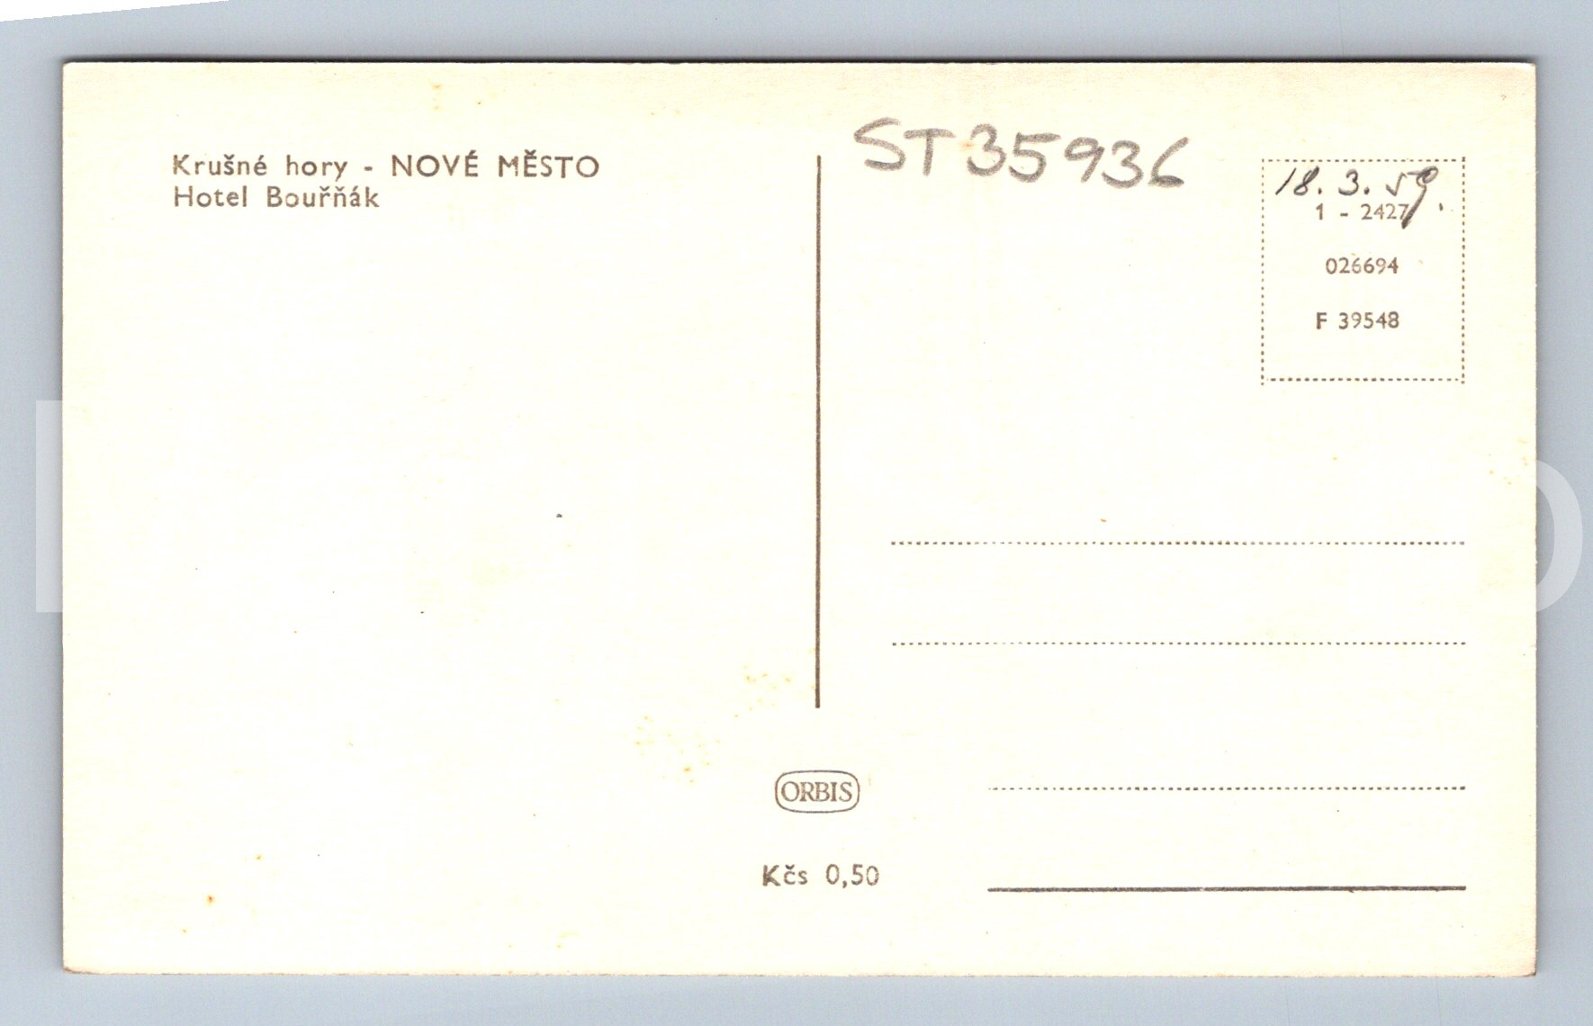 Krušné hory - NOVÉ MĚSTO
Hotel Bouřňák
ST35936
18. 3. 59.
1 - 2427
026694
F 39548
ORBIS
Kčs 0,50